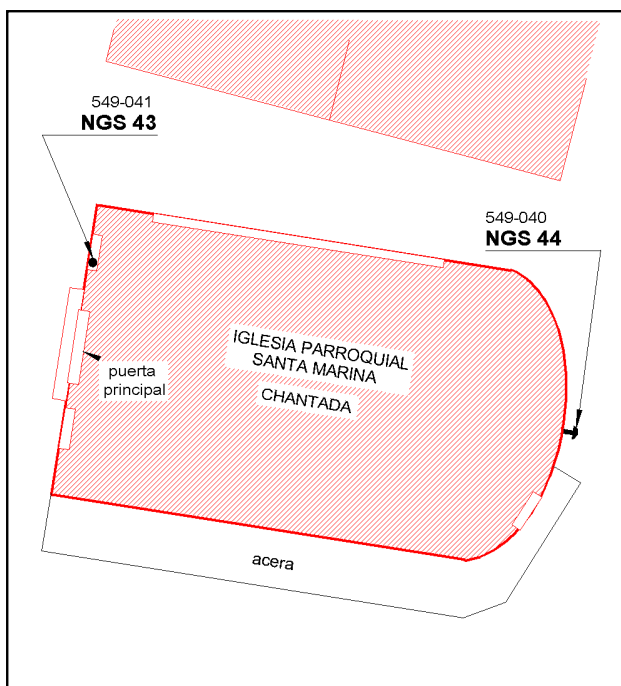 549-041
NGS 43
549-040
NGS 44
IGLESIA PARROQUIAL
SANTA MARINA
CHANTADA
puerta
principal
acera